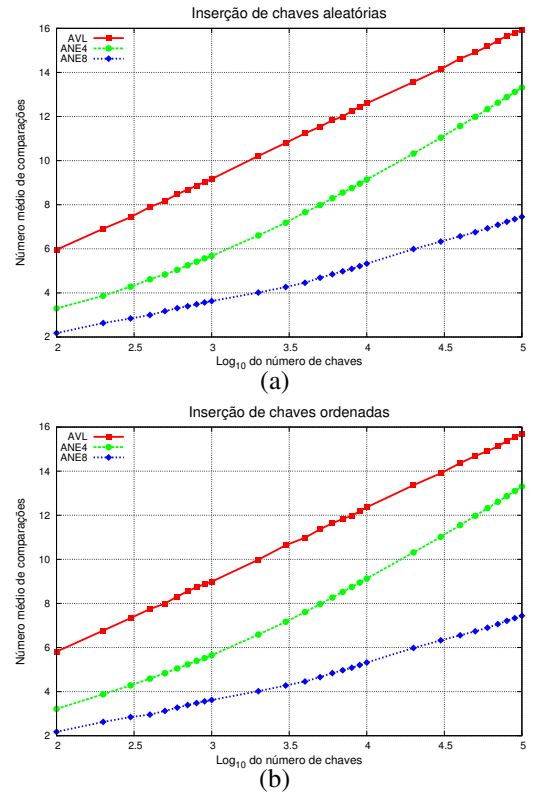 Inserção de chaves aleatórias
AVL
ANE4
ANE8
Número médio de comparações
16
14
12
10
8
6
4
2
2 2.5 3 3.5 4 4.5 5
Log10 do número de chaves
(a)
Inserção de chaves ordenadas
AVL
ANE4
ANE8
Número médio de comparações
16
14
12
10
8
6
4
2
2 2.5 3 3.5 4 4.5 5
Log10 do número de chaves
(b)